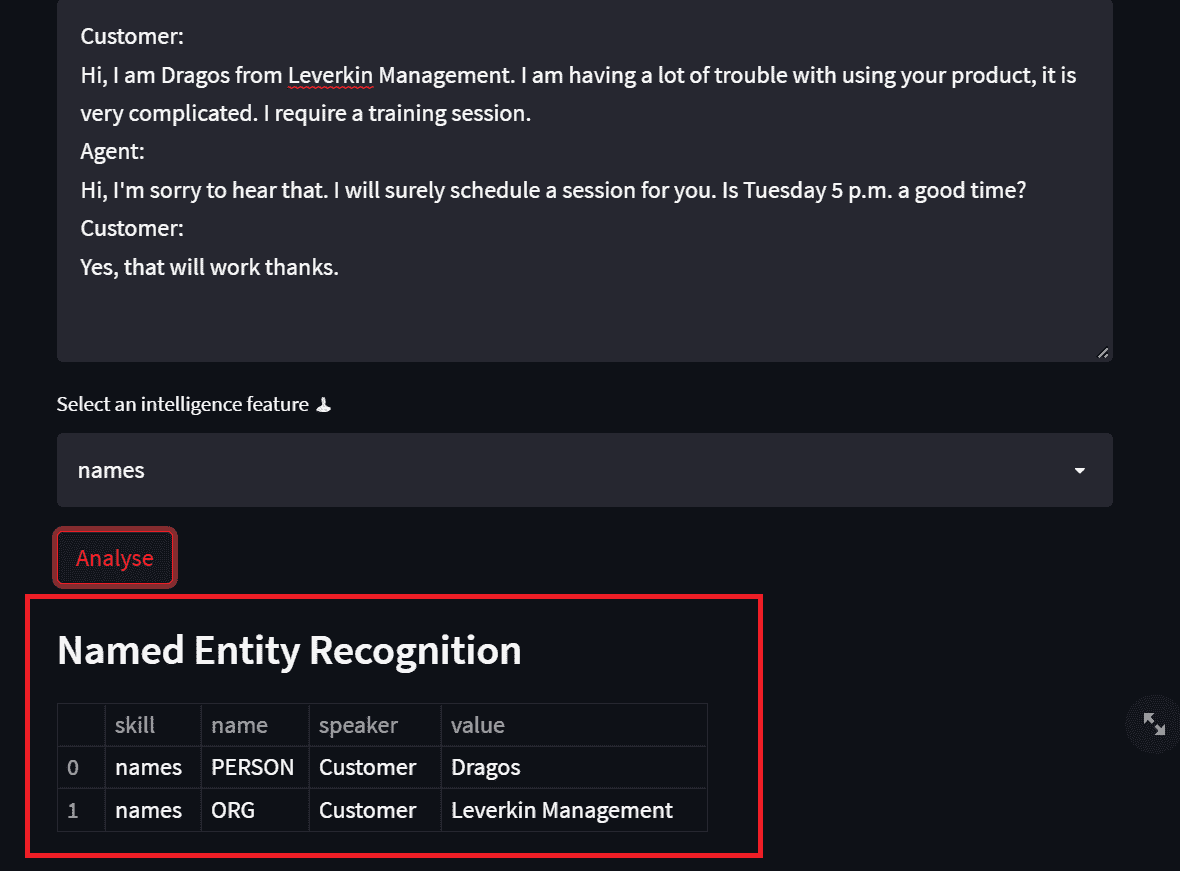 Customer:
Hi, I am Dragos from Leverkin Management. I am having a lot of trouble with using your product, it is
very complicated. I require a training session.
Agent:
Hi, I'm sorry to hear that. I will surely schedule a session for you. Is Tuesday 5 p.m. a good time?
Customer:
Yes, that will work thanks.
Select an intelligence feature
names
Analyse
Named Entity Recognition
skill name speaker value
0 names PERSON Customer Dragos
1 names ORG Customer Leverkin Management